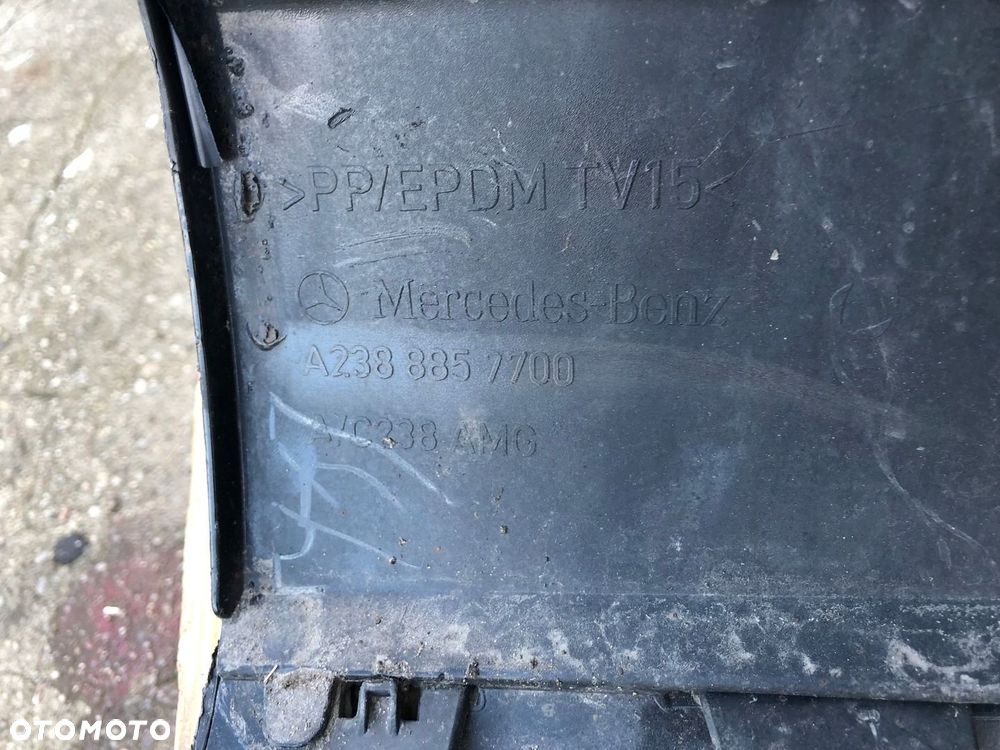 >PP/EPDM TV15<
Mercedes-Benz
A238 885 7700
A/C238 AMG
OTOMOTO